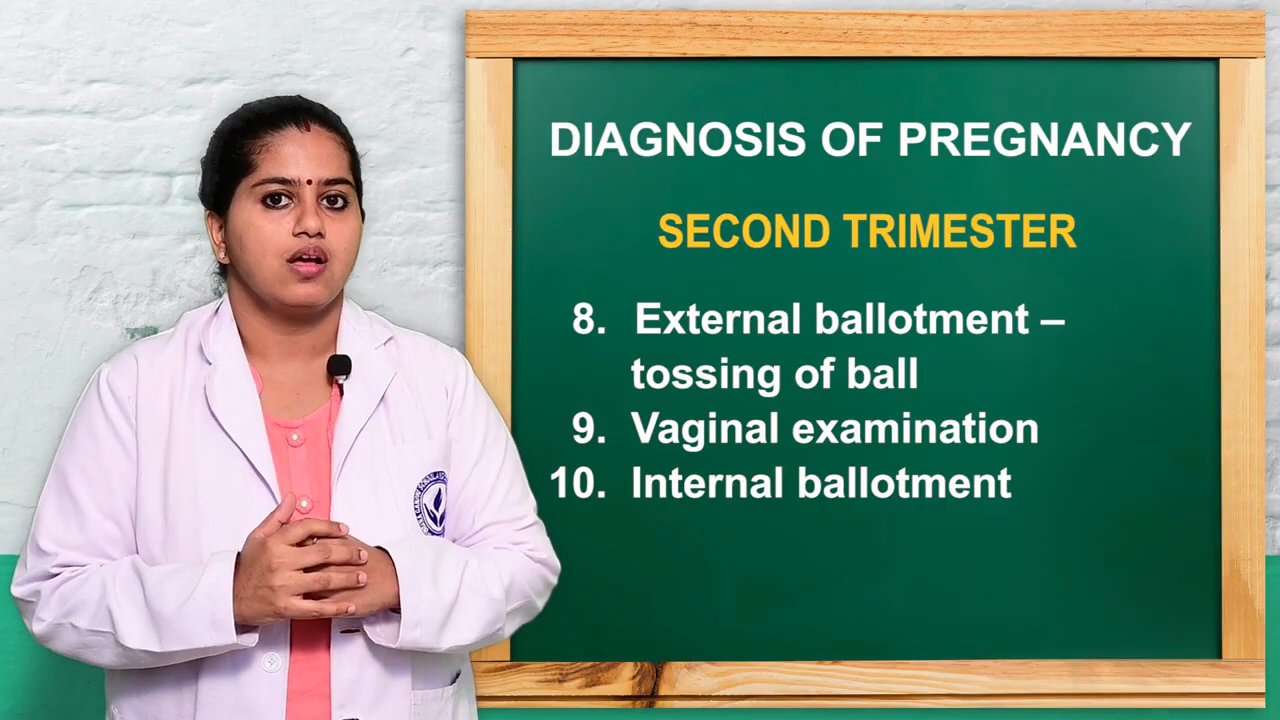 DIAGNOSIS OF PREGNANCY
SECOND TRIMESTER
8. External ballotment –
tossing of ball
9. Vaginal examination
10. Internal ballotment